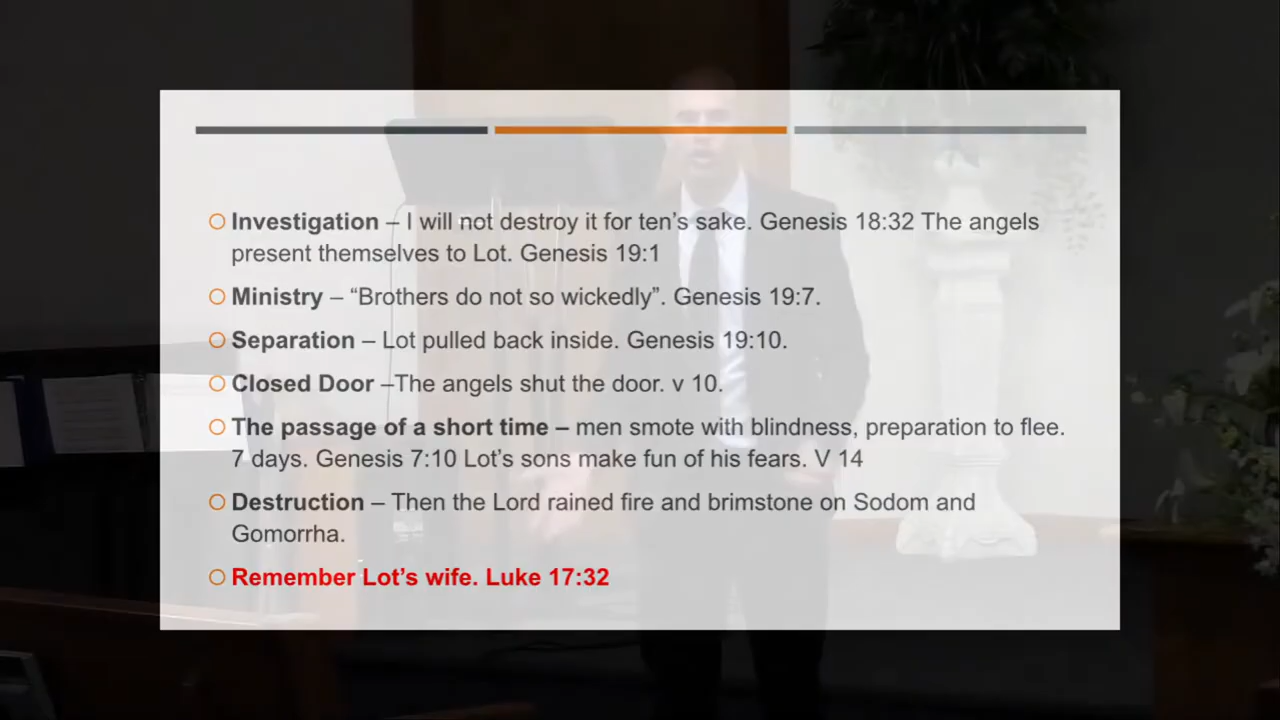 Investigation – I will not destroy it for ten’s sake. Genesis 18:32 The angels
present themselves to Lot. Genesis 19:1
Ministry – “Brothers do not so wickedly”. Genesis 19:7.
Separation – Lot pulled back inside. Genesis 19:10.
Closed Door –The angels shut the door. v 10.
The passage of a short time – men smote with blindness, preparation to flee.
7 days. Genesis 7:10 Lot’s sons make fun of his fears. V 14
Destruction – Then the Lord rained fire and brimstone on Sodom and
Gomorrha.
Remember Lot’s wife. Luke 17:32